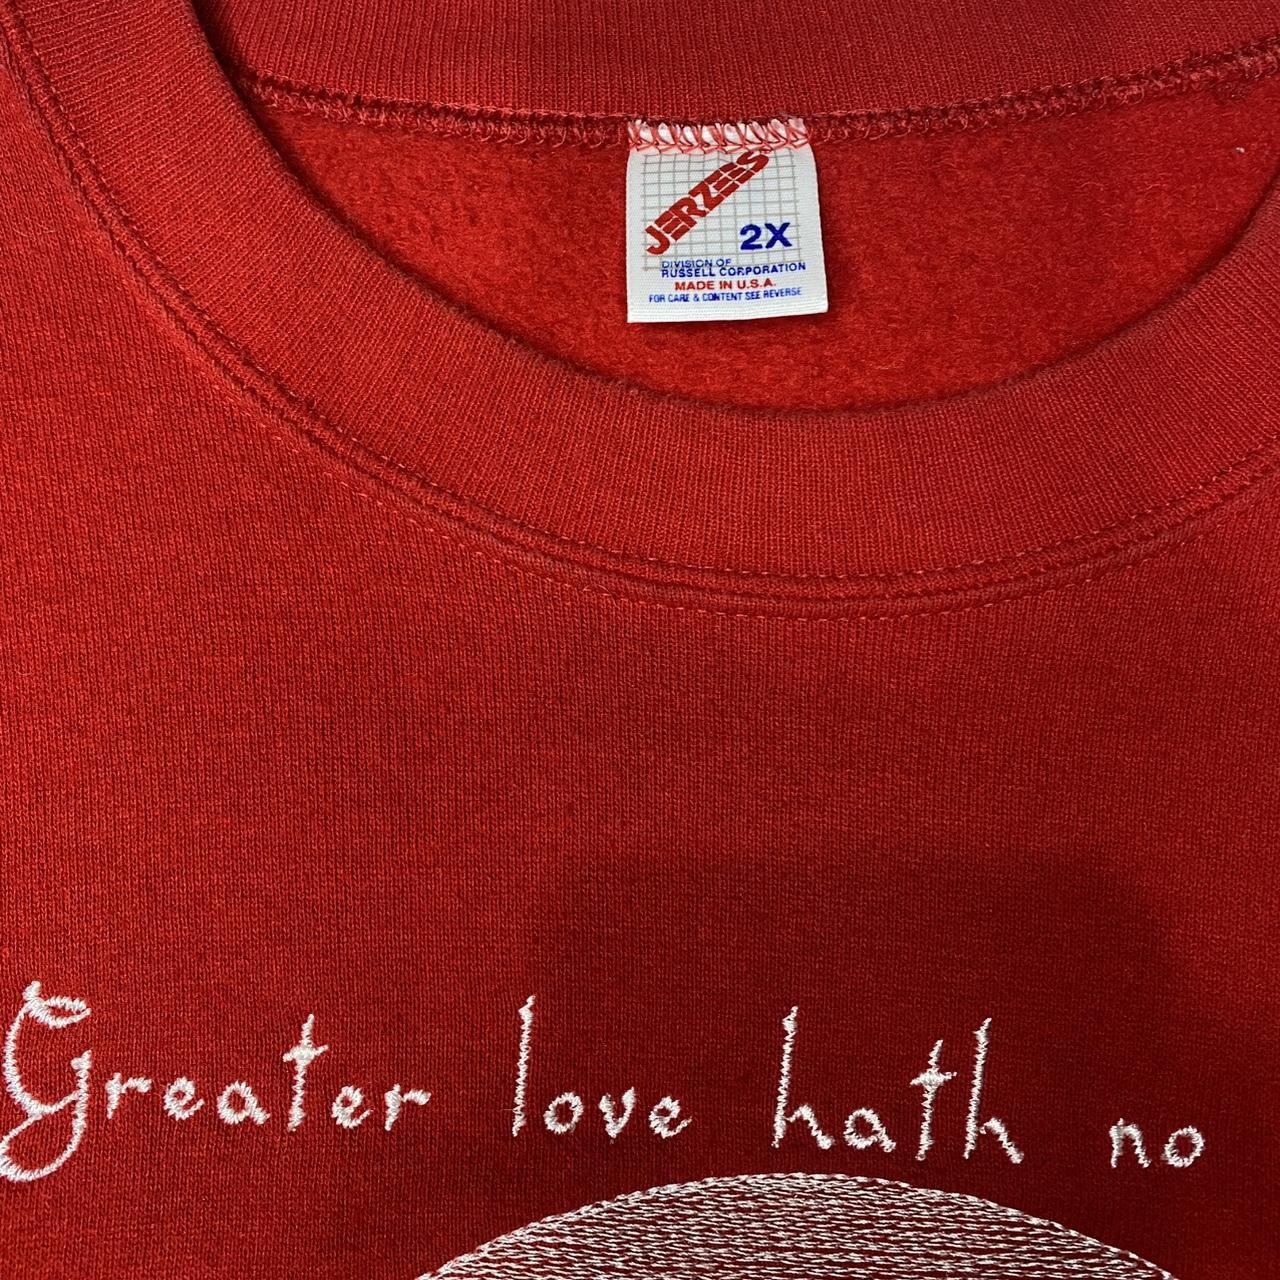 JERZEES
2X
DIVISION OF
RUSSELL CORPORATION
MADE IN U.S.A.
FOR CARE & CONTENT SEE REVERSE
Greater love hath no